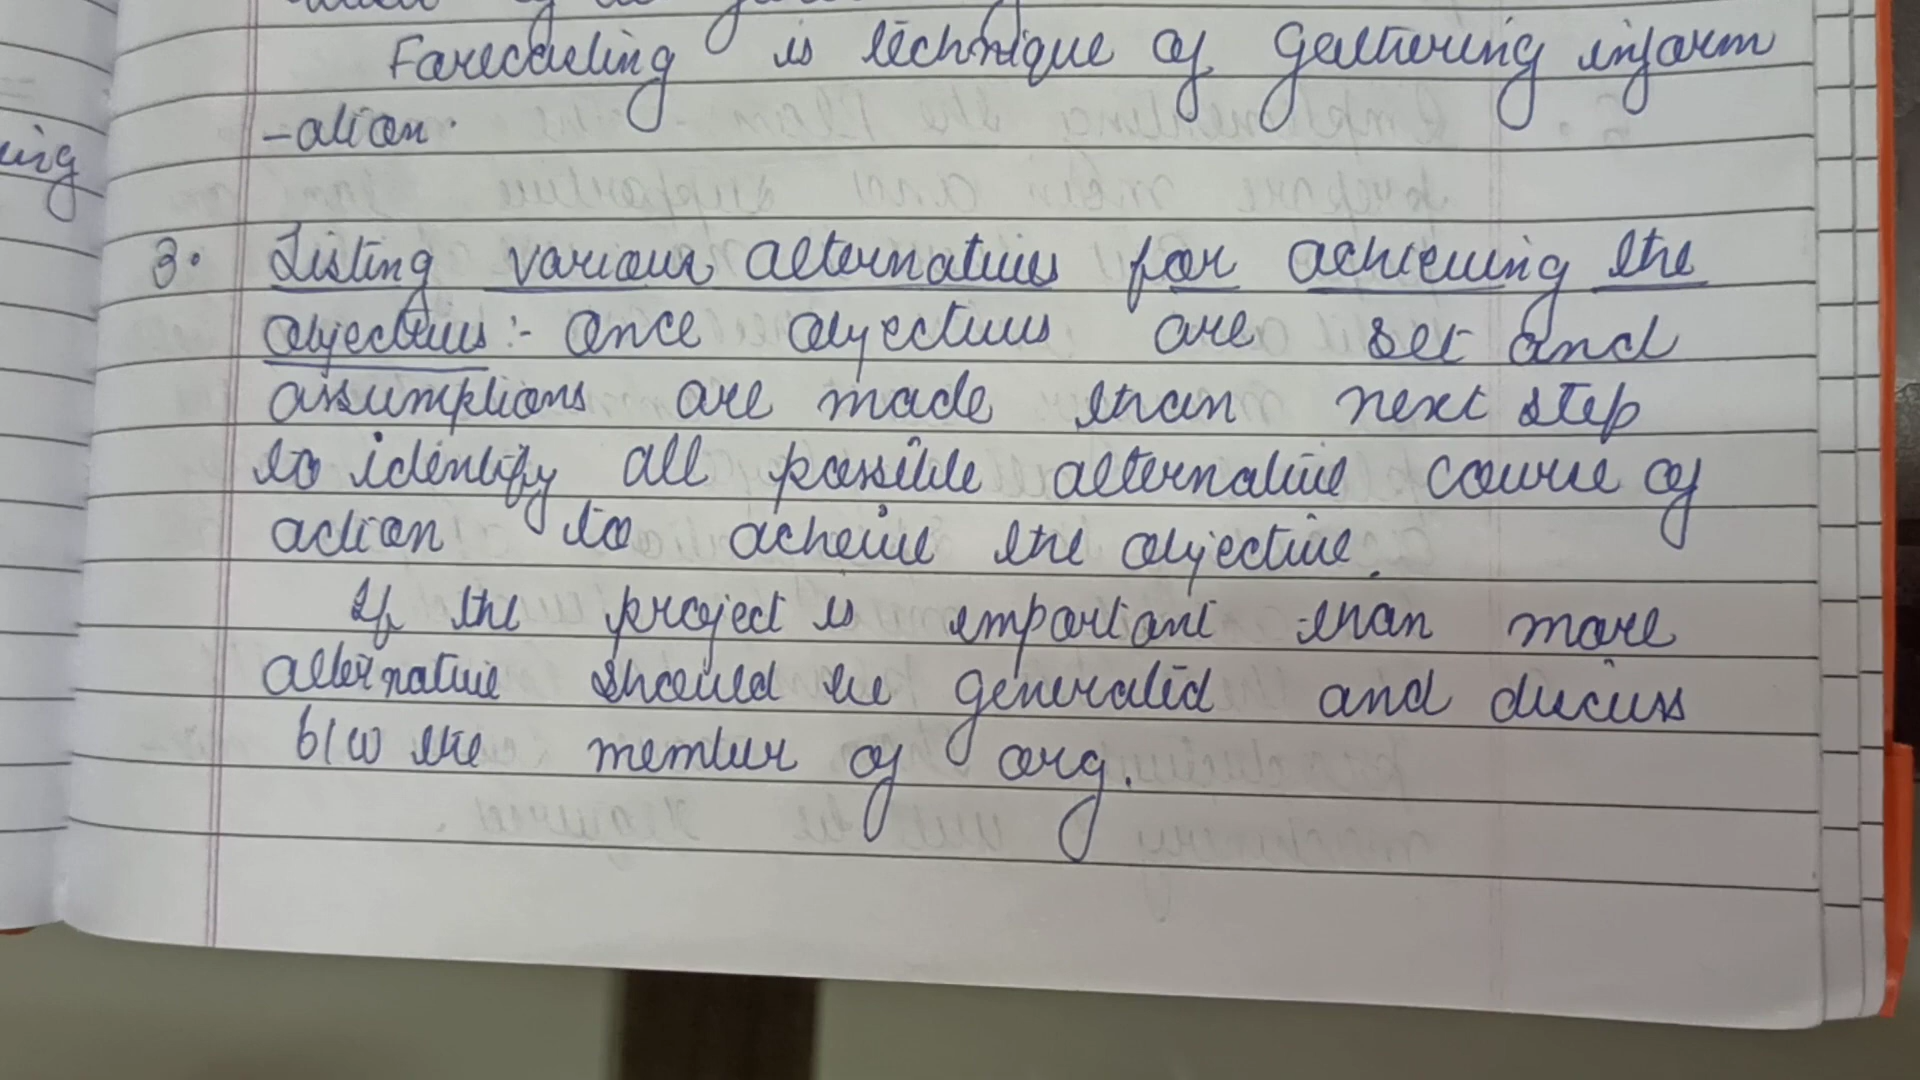 Forecasting is technique of gathering inform
-ation.
ing
3. Listing various alternatives for achieving the
objectives :- once objectives are set and
assumptions are made than next step
to identify all possible alternative course of
action to acheive the objective.
If the project is important than more
alternative should be generated and discuss
b/w the member of org.